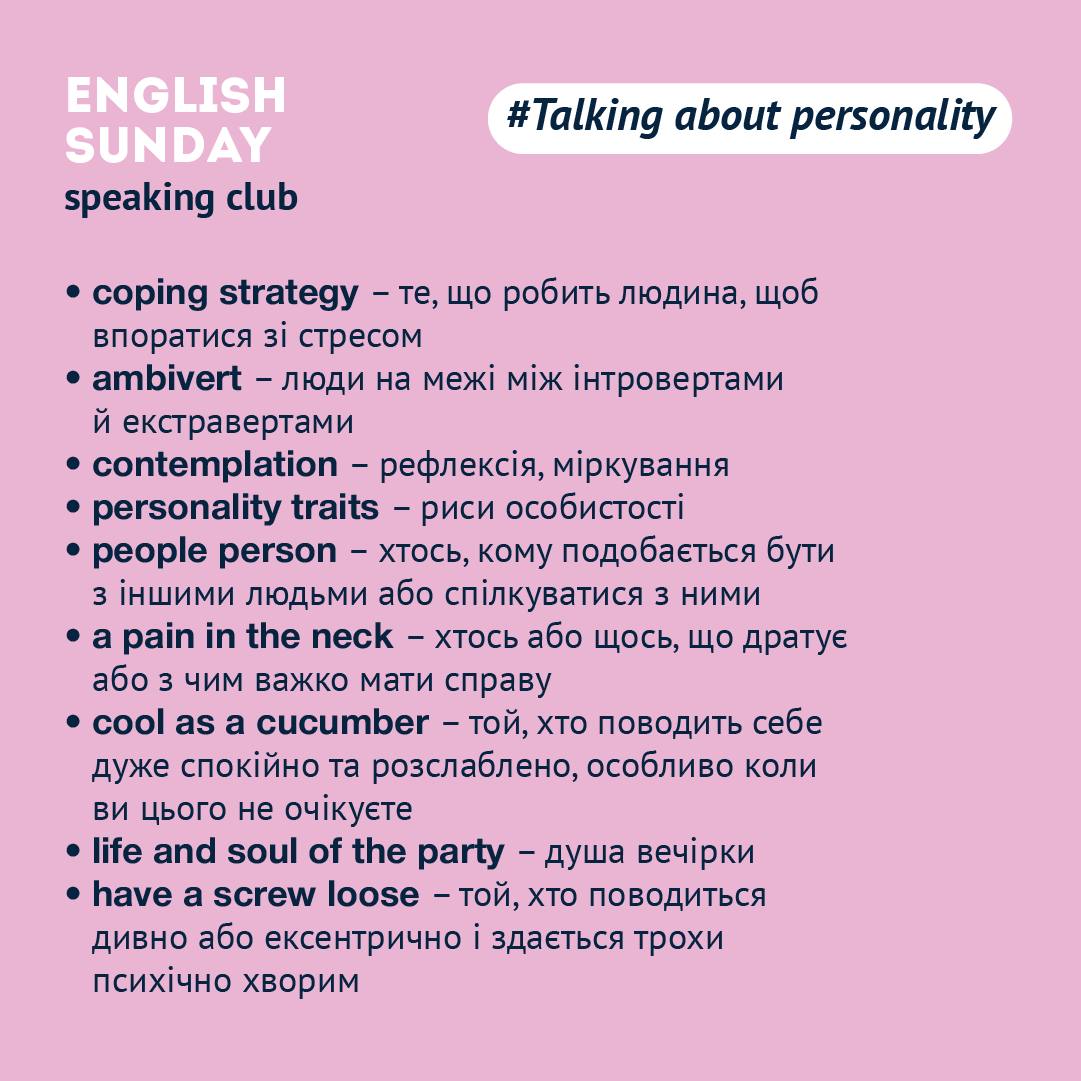 ENGLISH
SUNDAY
speaking club
#Talking about personality
• coping strategy – те, що робить людина, щоб
впоратися зі стресом
• ambivert – люди на межі між інтровертами
й екстравертами
• contemplation – рефлексія, міркування
• personality traits – риси особистості
• people person – хтось, кому подобається бути
з іншими людьми або спілкуватися з ними
• a pain in the neck – хтось або щось, що дратує
або з чим важко мати справу
• cool as a cucumber – той, хто поводить себе
дуже спокійно та розслаблено, особливо коли
ви цього не очікуєте
• life and soul of the party – душа вечірки
• have a screw loose – той, хто поводиться
дивно або ексентрично і здається трохи
психічно хворим